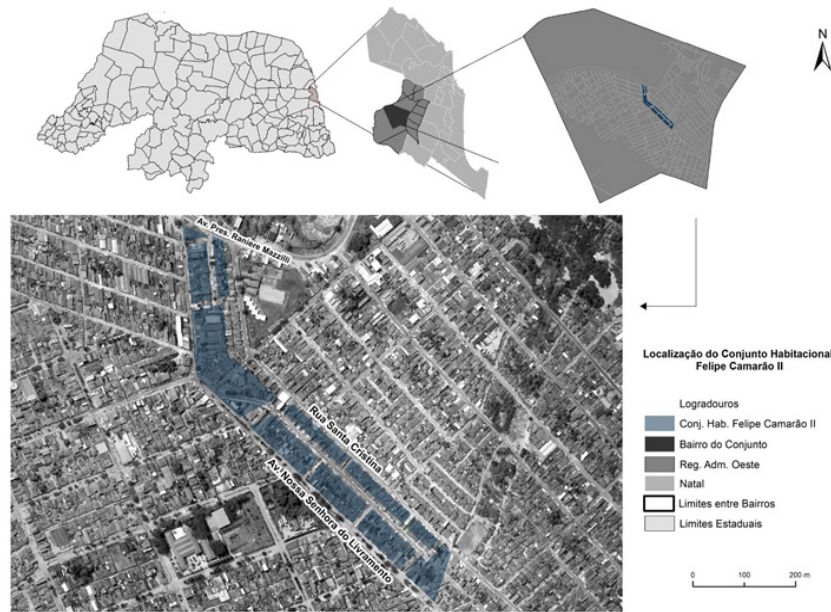 N
Av. Pres. Raniere Mazzilli
Rua Santa Cristina
Av. Nossa Senhora do Livramento
Localização do Conjunto Habitacional
Felipe Camarão II
Logradouros
Conj. Hab. Felipe Camarão II
Bairro do Conjunto
Reg. Adm. Oeste
Natal
Limites entre Bairros
Limites Estaduais
0 100 200 m